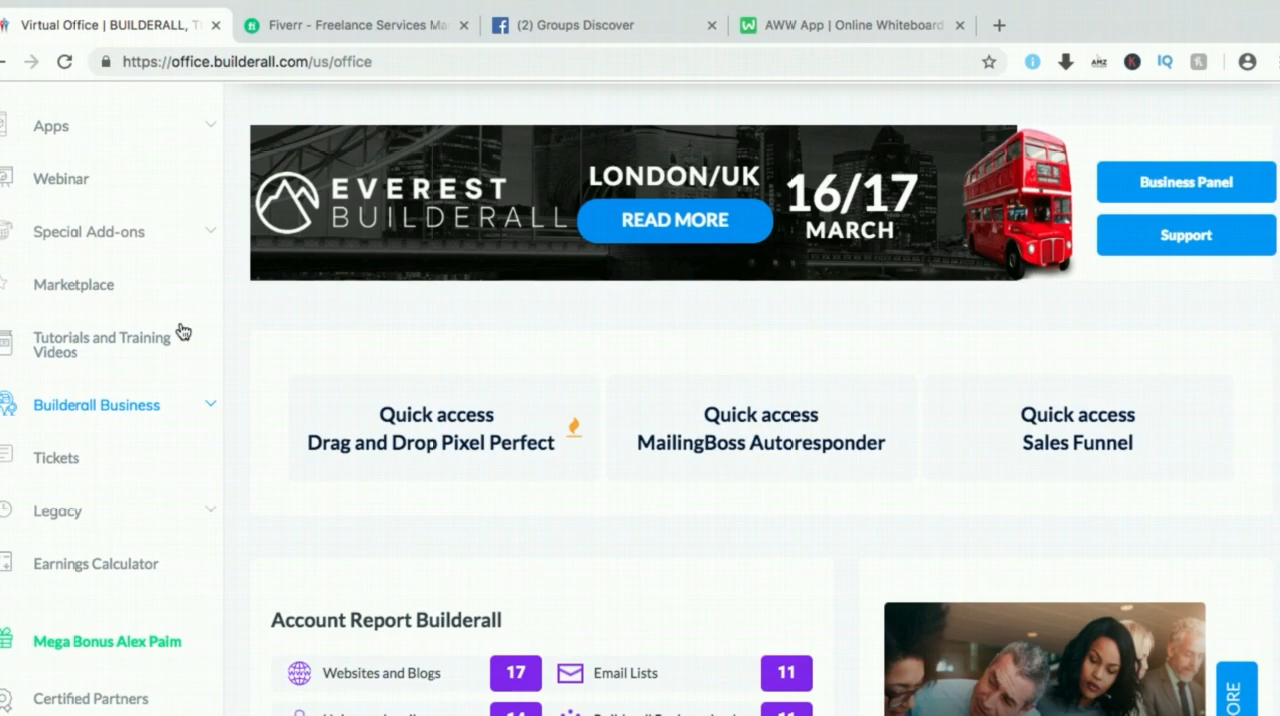 Virtual Office | BUILDERALL, T
Fiverr - Freelance Services Ma
(2) Groups Discover
AWW App | Online Whiteboard
https://office.builderall.com/us/office
AMZ
K
IQ
Apps
Webinar
Special Add-ons
Marketplace
Tutorials and Training
Videos
Builderall Business
Tickets
Legacy
Earnings Calculator
Mega Bonus Alex Palm
Certified Partners
EVEREST
BUILDERALL
LONDON/UK
READ MORE
16/17
MARCH
Business Panel
Support
Quick access
Drag and Drop Pixel Perfect
Quick access
MailingBoss Autoresponder
Quick access
Sales Funnel
Account Report Builderall
Websites and Blogs
17
Email Lists
11
ORE